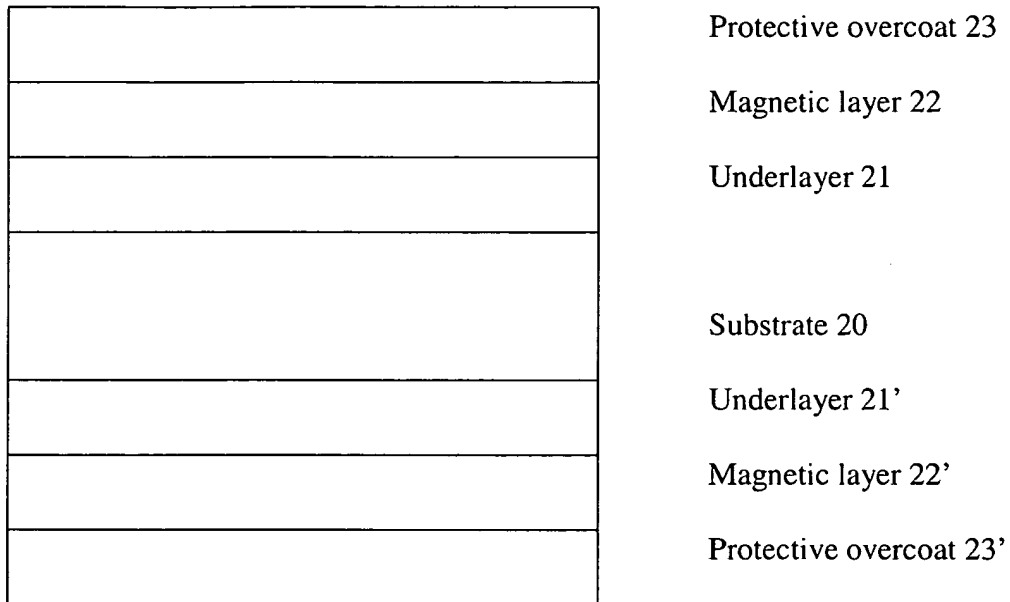 Protective overcoat 23
Magnetic layer 22
Underlayer 21
Substrate 20
Underlayer 21’
Magnetic layer 22’
Protective overcoat 23’